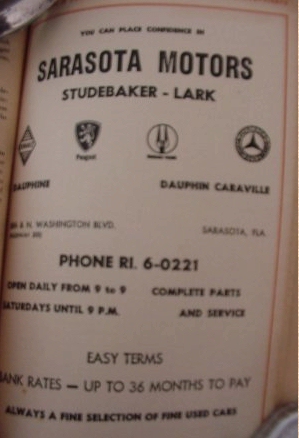 YOU CAN PLACE CONFIDENCE IN
SARASOTA MOTORS
STUDEBAKER - LARK
Peugeot
DAUPHINE DAUPHIN CARAVILLE
& N. WASHINGTON BLVD.
SARASOTA, FLA.
PHONE RI. 6-0221
OPEN DAILY FROM 9 to 9 COMPLETE PARTS
SATURDAYS UNTIL 9 P.M. AND SERVICE
EASY TERMS
BANK RATES — UP TO 36 MONTHS TO PAY
ALWAYS A FINE SELECTION OF FINE USED CARS